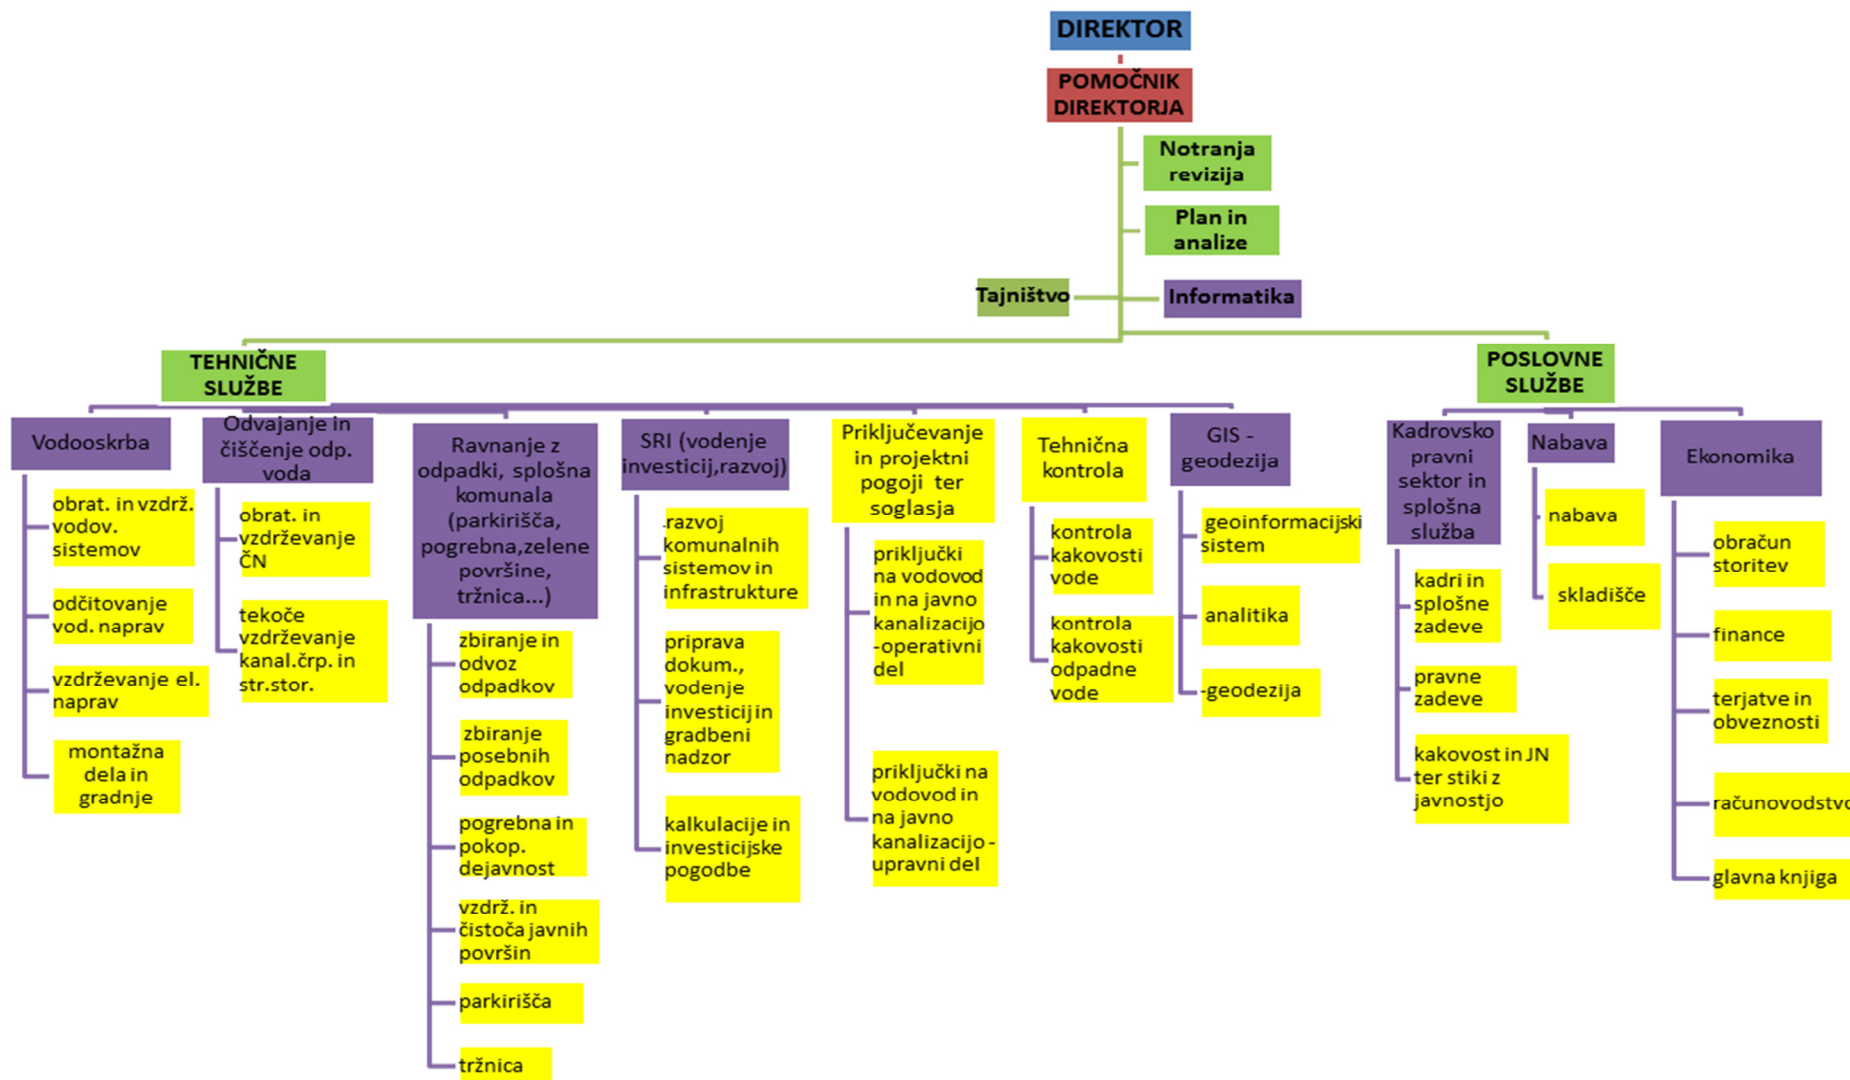 DIREKTOR
POMOČNIK
DIREKTORJA
Notranja
revizija
Plan in
analize
Tajništvo
Informatika
TEHNIČNE
SLUŽBE
POSLOVNE
SLUŽBE
Vodooskrba
obrat. in vzdrž.
vodov.
sistemov
odčitovanje
vod. naprav
vzdrževanje el.
naprav
montažna
dela in
gradnje
Odvajanje in
čiščenje odp.
voda
obrat. in
vzdrževanje
ČN
tekoče
vzdrževanje
kanal.črp. in
str.stor.
Ravnanje z
odpadki, splošna
komunala
(parkirišča,
pogrebna,zelene
površine,
tržnica...)
zbiranje in
odvoz
odpadkov
zbiranje
posebnih
odpadkov
pogrebna in
pokop.
dejavnost
vzdrž. in
čistoča javnih
površin
parkirišča
tržnica
SRI (vodenje
investicij,razvoj)
.razvoj
komunalnih
sistemov in
infrastrukture
priprava
dokum.,
vodenje
investicij in
gradbeni
nadzor
kalkulacije in
investicijske
pogodbe
Priključevanje
in projektni
pogoji ter
soglasja
priključki
na vodovod
in na javno
kanalizacijo
-operativni
del
priključki na
vodovod in
na javno
kanalizacijo -
upravni del
Tehnična
kontrola
kontrola
kakovosti
vode
kontrola
kakovosti
odpadne
vode
GIS -
geodezija
geoinformacijski
sistem
analitika
-geodezija
Kadrovsko
pravni
sektor in
splošna
služba
kadri in
splošne
zadeve
pravne
zadeve
kakovost in JN
ter stiki z
javnostjo
Nabava
nabava
skladišče
Ekonomika
obračun
storitev
finance
terjatve in
obveznosti
računovodstvo
glavna knjiga